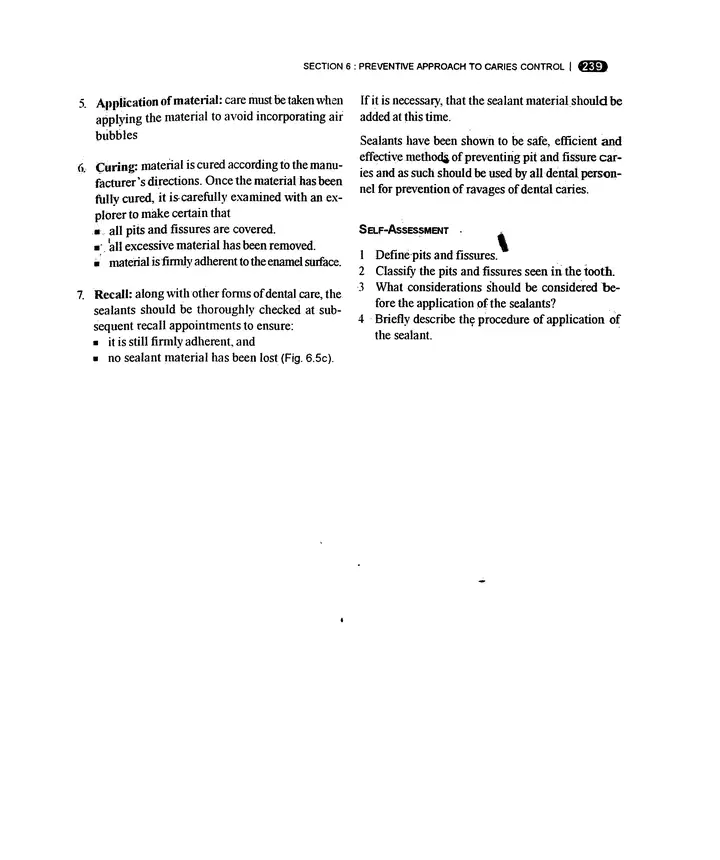 SECTION 6 : PREVENTIVE APPROACH TO CARIES CONTROL | 239
5. Application of material: care must be taken when
applying the material to avoid incorporating air
bubbles
6. Curing: material is cured according to the manu-
facturer's directions. Once the material has been
fully cured, it is carefully examined with an ex-
plorer to make certain that
■ all pits and fissures are covered.
■ all excessive material has been removed.
■ material is firmly adherent to the enamel surface.
7. Recall: along with other forms of dental care, the
sealants should be thoroughly checked at sub-
sequent recall appointments to ensure:
■ it is still firmly adherent, and
■ no sealant material has been lost (Fig. 6.5c).
If it is necessary, that the sealant material should be
added at this time.
Sealants have been shown to be safe, efficient and
effective methods of preventing pit and fissure car-
ies and as such should be used by all dental person-
nel for prevention of ravages of dental caries.
SELF-ASSESSMENT
1 Define pits and fissures.
2 Classify the pits and fissures seen in the tooth.
3 What considerations should be considered be-
fore the application of the sealants?
4 Briefly describe the procedure of application of
the sealant.